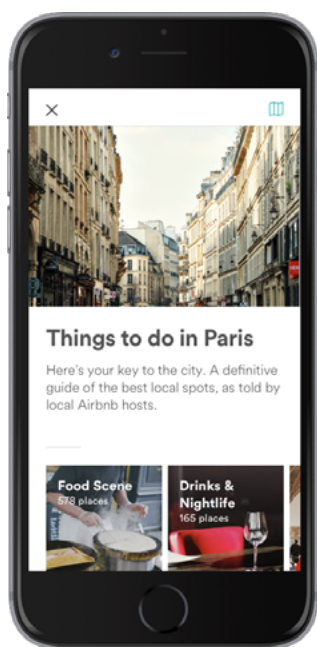 Things to do in Paris
Here's your key to the city. A definitive
guide of the best local spots, as told by
local Airbnb hosts.
Food Scene
578 places
Drinks &
Nightlife
165 places